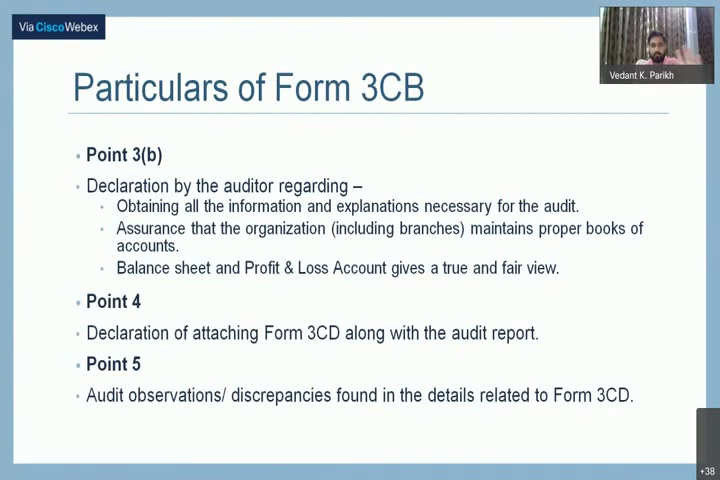 Via CiscoWebex
Vedant K. Parikh
Particulars of Form 3CB
• Point 3(b)
• Declaration by the auditor regarding –
• Obtaining all the information and explanations necessary for the audit.
• Assurance that the organization (including branches) maintains proper books of
accounts.
• Balance sheet and Profit & Loss Account gives a true and fair view.
• Point 4
• Declaration of attaching Form 3CD along with the audit report.
• Point 5
• Audit observations/ discrepancies found in the details related to Form 3CD.
+38